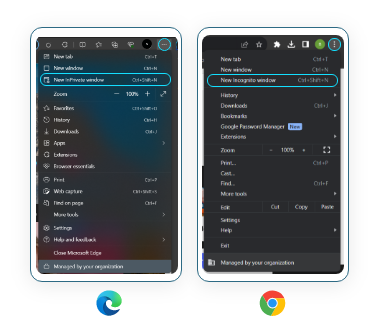 New tab Ctrl+T
New window Ctrl+N
New InPrivate window Ctrl+Shift+N
Zoom − 100% +
Favorites Ctrl+Shift+O
History Ctrl+H
Downloads Ctrl+J
Apps
Extensions
Browser essentials
Print Ctrl+P
Web capture Ctrl+Shift+S
Find on page Ctrl+F
More tools
Settings
Help and feedback
Close Microsoft Edge
Managed by your organization
New tab Ctrl+T
New window Ctrl+N
New Incognito window Ctrl+Shift+N
History
Downloads Ctrl+J
Bookmarks
Google Password Manager New
Extensions
Zoom - 100% +
Print... Ctrl+P
Cast...
Find... Ctrl+F
More tools
Edit Cut Copy Paste
Settings
Help
Exit
Managed by your organization